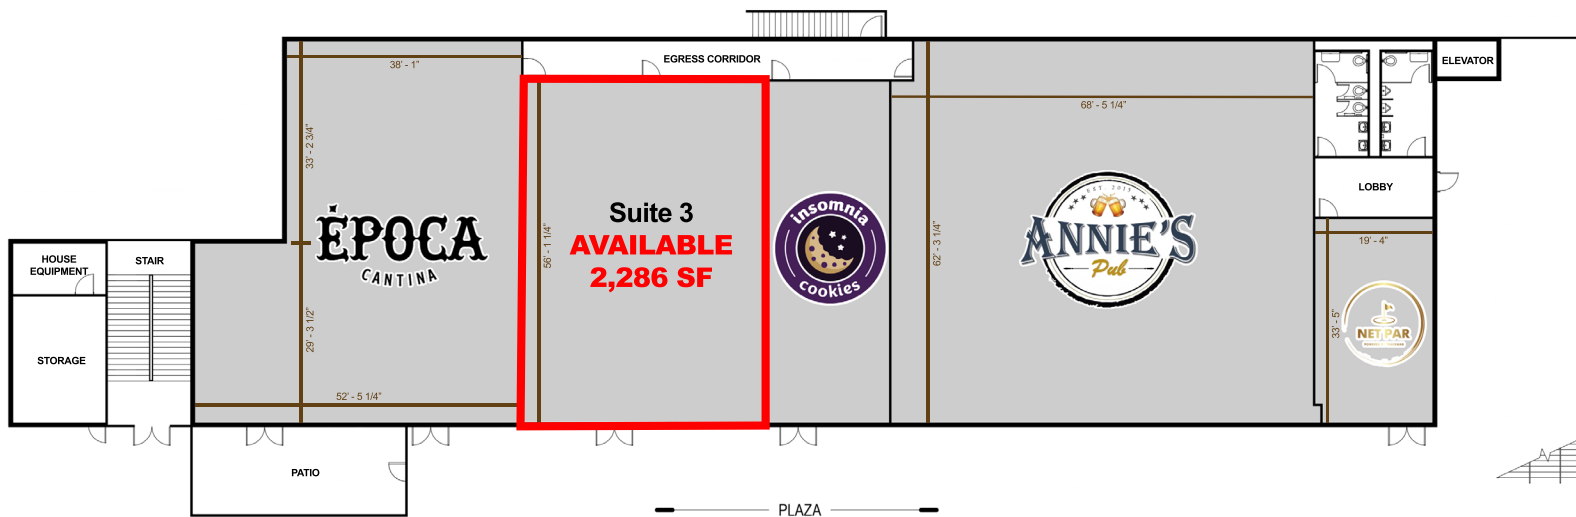 EGRESS CORRIDOR
ELEVATOR
38' - 1"
68' - 5 1/4"
33' - 2 3/4"
LOBBY
Suite 3
AVAILABLE
2,286 SF
ÉPOCA
CANTINA
56' - 1 1/4"
insomnia
cookies
62' - 3 1/4"
EST. 2015
ANNIE'S
Pub
19' - 4"
HOUSE
EQUIPMENT
STAIR
29' - 3 1/2"
33' - 5"
NET PAR
STORAGE
52' - 5 1/4"
PATIO
PLAZA